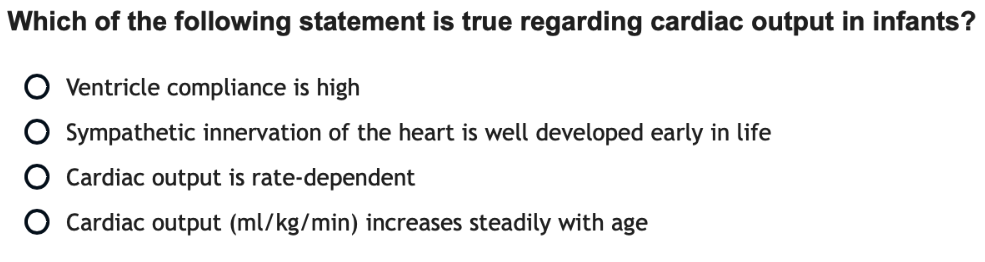 Which of the following statement is true regarding cardiac output in infants?
Ventricle compliance is high
Sympathetic innervation of the heart is well developed early in life
Cardiac output is rate-dependent
Cardiac output (ml/kg/min) increases steadily with age